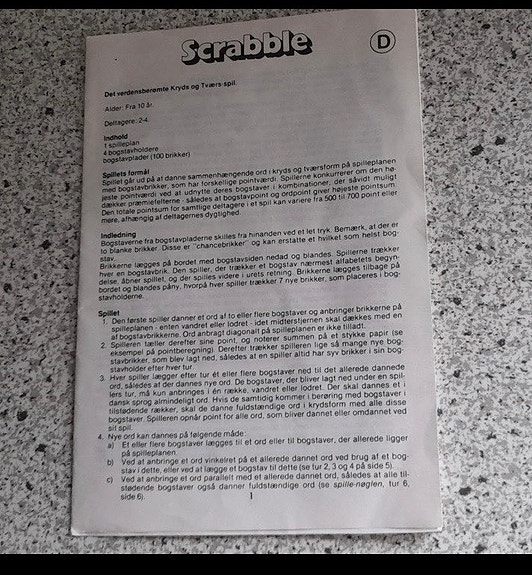 Scrabble
D
Det verdensberømte Kryds og Tværs-spil.
Alder: Fra 10 år.
Deltagere: 2-4.
Indhold
1 spilleplan
4 bogstavholdere
bogstavplader (100 brikker)
Spillets formål
Spillet går ud på at danne sammenhængende ord i kryds og tværsform på spilleplanen
med bogstavbrikker, som har forskellige pointværdi. Spillerne konkurrerer om den hø-
jeste pointværdi ved at udnytte deres bogstaver i kombinationer, der såvidt muligt
dækker præmiefelterne - således at bogstavpoint og ordpoint giver højeste pointsum.
Den totale pointsum for samtlige deltagere i et spil kan variere fra 500 til 700 point eller
mere, afhængig af deltagernes dygtighed.
Indledning
Bogstaverne fra bogstavpladerne skilles fra hinanden ved et let tryk. Bemærk, at der er
to blanke brikker. Disse er "chancebrikker" og kan erstatte et hvilket som helst bog-
stav.
Brikkerne lægges på bordet med bogstavsiden nedad og blandes. Spillerne trækker
hver en bogstavbrik. Den spiller, der trækker et bogstav nærmest alfabetets begyn-
delse, åbner spillet, og der spilles videre i urets retning. Brikkerne lægges tilbage på
bordet og blandes påny, hvorpå hver spiller trækker 7 nye brikker, som placeres i bog-
stavholderne.
Spillet
1. Den første spiller danner et ord af to eller flere bogstaver og anbringer brikkerne på
spilleplanen - enten vandret eller lodret - idet midterstjernen skal dækkes med en
af bogstavbrikkerne. Ord anbragt diagonalt på spilleplanen er ikke tilladt.
2. Spilleren tæller derefter sine point, og noterer summen på et stykke papir (se
eksempel på pointberegning). Derefter trækker spilleren lige så mange nye bog-
stavbrikker, som blev lagt ned, således at en spiller altid har syv brikker i sin bog-
stavholder efter hver tur.
3. Hver spiller lægger efter tur ét eller flere bogstaver ned til det allerede dannede
ord, således at der dannes nye ord. De bogstaver, der bliver lagt ned under en spil-
lers tur, må kun anbringes i én række, vandret eller lodret. Der skal dannes et i
dansk sprog almindeligt ord. Hvis de samtidig kommer i berøring med bogstaver i
tilstødende rækker, skal de danne fuldstændige ord i krydsform med alle disse
bogstaver. Spilleren opnår point for alle ord, som bliver dannet eller omdannet ved
sit spil.
4. Nye ord kan dannes på følgende måde:
a) Et eller flere bogstaver lægges til et ord eller til bogstaver, der allerede ligger
på spilleplanen.
b) Ved at anbringe et ord vinkelret på et allerede dannet ord ved brug af et bog-
stav i dette, eller ved at lægge et bogstav til dette (se tur 2, 3 og 4 på side 5).
c) Ved at anbringe et ord parallelt med et allerede dannet ord, således at alle til-
stødende bogstaver også danner fuldstændige ord (se spille-nøglen, tur 6,
side 6).
1